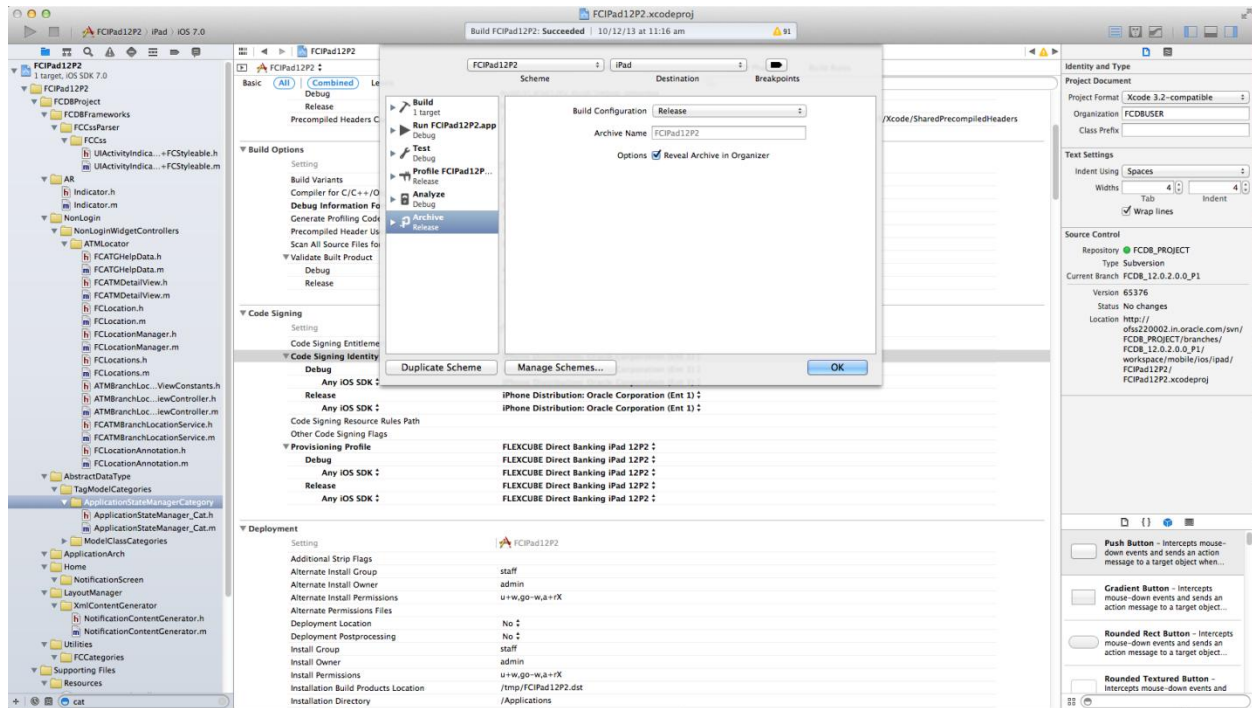 FCIPad12P2.xcodeproj
FCIPad12P2 iPad iOS 7.0
Build FCIPad12P2: Succeeded | 10/12/13 at 11:16 am
91
FCIPad12P2
1 target, iOS SDK 7.0
FCIPad12P2
FCDBProject
FCDBFrameworks
FCCssParser
FCCss
UIActivityIndica...+FCStyleable.h
UIActivityIndica...+FCStyleable.m
AR
Indicator.h
Indicator.m
NonLogin
NonLoginWidgetControllers
ATMLocator
FCATGHelpData.h
FCATGHelpData.m
FCATMDetailView.h
FCATMDetailView.m
FCLocation.h
FCLocation.m
FCLocationManager.h
FCLocationManager.m
FCLocations.h
FCLocations.m
ATMBranchLoc...ViewConstants.h
ATMBranchLoc...iewController.h
ATMBranchLoc...iewController.m
FCATMBranchLocationService.h
FCATMBranchLocationService.m
FCLocationAnnotation.h
FCLocationAnnotation.m
AbstractDataType
TagModelCategories
ApplicationStateManagerCategory
ApplicationStateManager_Cat.h
ApplicationStateManager_Cat.m
ModelClassCategories
ApplicationArch
Home
NotificationScreen
LayoutManager
XmlContentGenerator
NotificationContentGenerator.h
NotificationContentGenerator.m
Utilities
FCCategories
Supporting Files
Resources
cat
FCIPad12P2
FCIPad12P2
Basic All Combined Le
Debug
Release
Precompiled Headers C /Xcode/SharedPrecompiledHeaders
Build Options
Setting
Build Variants
Compiler for C/C++/O
Debug Information Fo
Generate Profiling Code
Precompiled Header Us
Scan All Source Files fo
Validate Built Product
Debug
Release
Code Signing
Setting
Code Signing Entitleme
Code Signing Identity
Debug
Any iOS SDK
Release iPhone Distribution: Oracle Corporation (Ent 1)
Any iOS SDK iPhone Distribution: Oracle Corporation (Ent 1)
Code Signing Resource Rules Path
Other Code Signing Flags
Provisioning Profile FLEXCUBE Direct Banking iPad 12P2
Debug FLEXCUBE Direct Banking iPad 12P2
Any iOS SDK FLEXCUBE Direct Banking iPad 12P2
Release FLEXCUBE Direct Banking iPad 12P2
Any iOS SDK FLEXCUBE Direct Banking iPad 12P2
Deployment
Setting FCIPad12P2
Additional Strip Flags
Alternate Install Group staff
Alternate Install Owner admin
Alternate Install Permissions u+w,go-w,a+rX
Alternate Permissions Files
Deployment Location No
Deployment Postprocessing No
Install Group staff
Install Owner admin
Install Permissions u+w,go-w,a+rX
Installation Build Products Location /tmp/FCIPad12P2.dst
Installation Directory /Applications
FCIPad12P2 iPad
Scheme Destination Breakpoints
Build
1 target
Run FCIPad12P2.app
Debug
Test
Debug
Profile FCIPad12P...
Release
Analyze
Debug
Archive
Release
Build Configuration Release
Archive Name FCIPad12P2
Options Reveal Archive in Organizer
Duplicate Scheme Manage Schemes... OK
Identity and Type
Project Document
Project Format Xcode 3.2-compatible
Organization FCDBUSER
Class Prefix
Text Settings
Indent Using Spaces
Widths 4 4
Tab Indent
Wrap lines
Source Control
Repository FCDB_PROJECT
Type Subversion
Current Branch FCDB_12.0.2.0.0_P1
Version 65376
Status No changes
Location http://
ofss220002.in.oracle.com/svn/
FCDB_PROJECT/branches/
FCDB_12.0.2.0.0_P1/
workspace/mobile/ios/ipad/
FCIPad12P2/
FCIPad12P2.xcodeproj
Push Button - Intercepts mouse-
down events and sends an action
message to a target object when...
Gradient Button - Intercepts
mouse-down events and sends an
action message to a target object...
Rounded Rect Button - Intercepts
mouse-down events and sends an
action message to a target object...
Rounded Textured Button -
Intercepts mouse-down events and